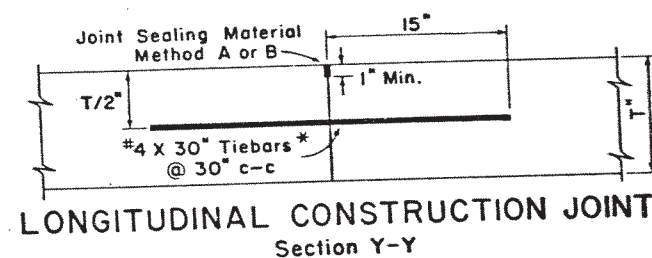 15"
Joint Sealing Material
Method A or B
1" Min.
T/2"
T"
#4 X 30" Tiebars*
@ 30" c-c
LONGITUDINAL CONSTRUCTION JOINT
Section Y-Y